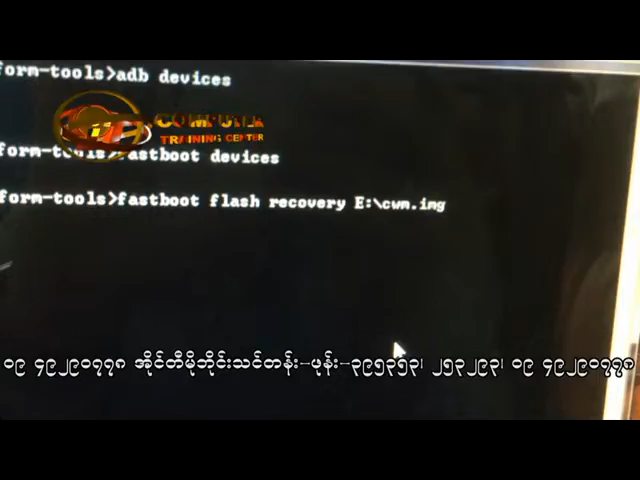 form-tools>adb devices
COMPUTER
TRAINING CENTER
form-tools>fastboot devices
form-tools>fastboot flash recovery E:\cwm.img
၀၉ ၄၉၂၉၀၇၇၈ အိုင်တီမိုဘိုင်းသင်တန်း--ဖုန်း--၃၉၅၃၅၃၊ ၂၅၃၂၉၃၊ ၀၉ ၄၉၂၉၀၇၇၈